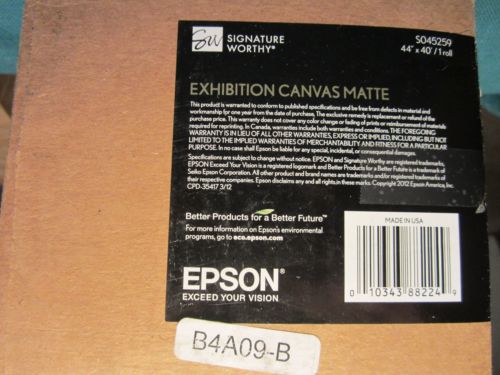 SW SIGNATURE
WORTHY®
S045259
44" x 40' / 1 roll
EXHIBITION CANVAS MATTE
This product is warranted to conform to published specifications and be free from defects in material and
workmanship for one year from the date of purchase. The exclusive remedy is replacement or refund of the
purchase price. This warranty does not cover any color change or fading of prints or reimbursement of materials
required for reprinting. In Canada, warranties include both warranties and conditions. THE FOREGOING
WARRANTY IS IN LIEU OF ALL OTHER WARRANTIES, EXPRESS OR IMPLIED, INCLUDING BUT NOT
LIMITED TO THE IMPLIED WARRANTIES OF MERCHANTABILITY AND FITNESS FOR A PARTICULAR
PURPOSE. In no case shall Epson be liable for any special, incidental, or consequential damages.
Specifications are subject to change without notice. EPSON and Signature Worthy are registered trademarks,
EPSON Exceed Your Vision is a registered logomark and Better Products for a Better Future is a trademark of
Seiko Epson Corporation. All other product and brand names are trademarks and/or registered trademarks of
their respective companies. Epson disclaims any and all rights in these marks. Copyright 2012 Epson America, Inc.
CPD-35417 3/12
Better Products for a Better Future™
For more information on Epson's environmental
programs, go to eco.epson.com
MADE IN USA
EPSON®
EXCEED YOUR VISION
0 10343 88224 9
B4A09-B